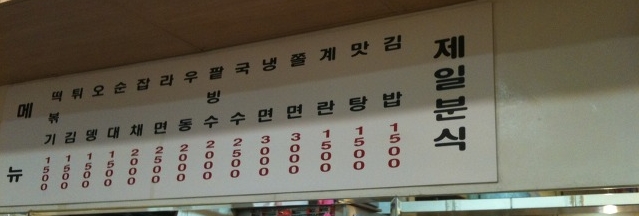 메뉴
떡볶기 1500
튀김 1500
오뎅 1500
순대 1500
잡채 2000
라면 2500
우동 2000
팥빙수 2000
국수 2500
냉면 3000
쫄면 3000
계란 1500
맛탕 1500
김밥 1500
제일분식